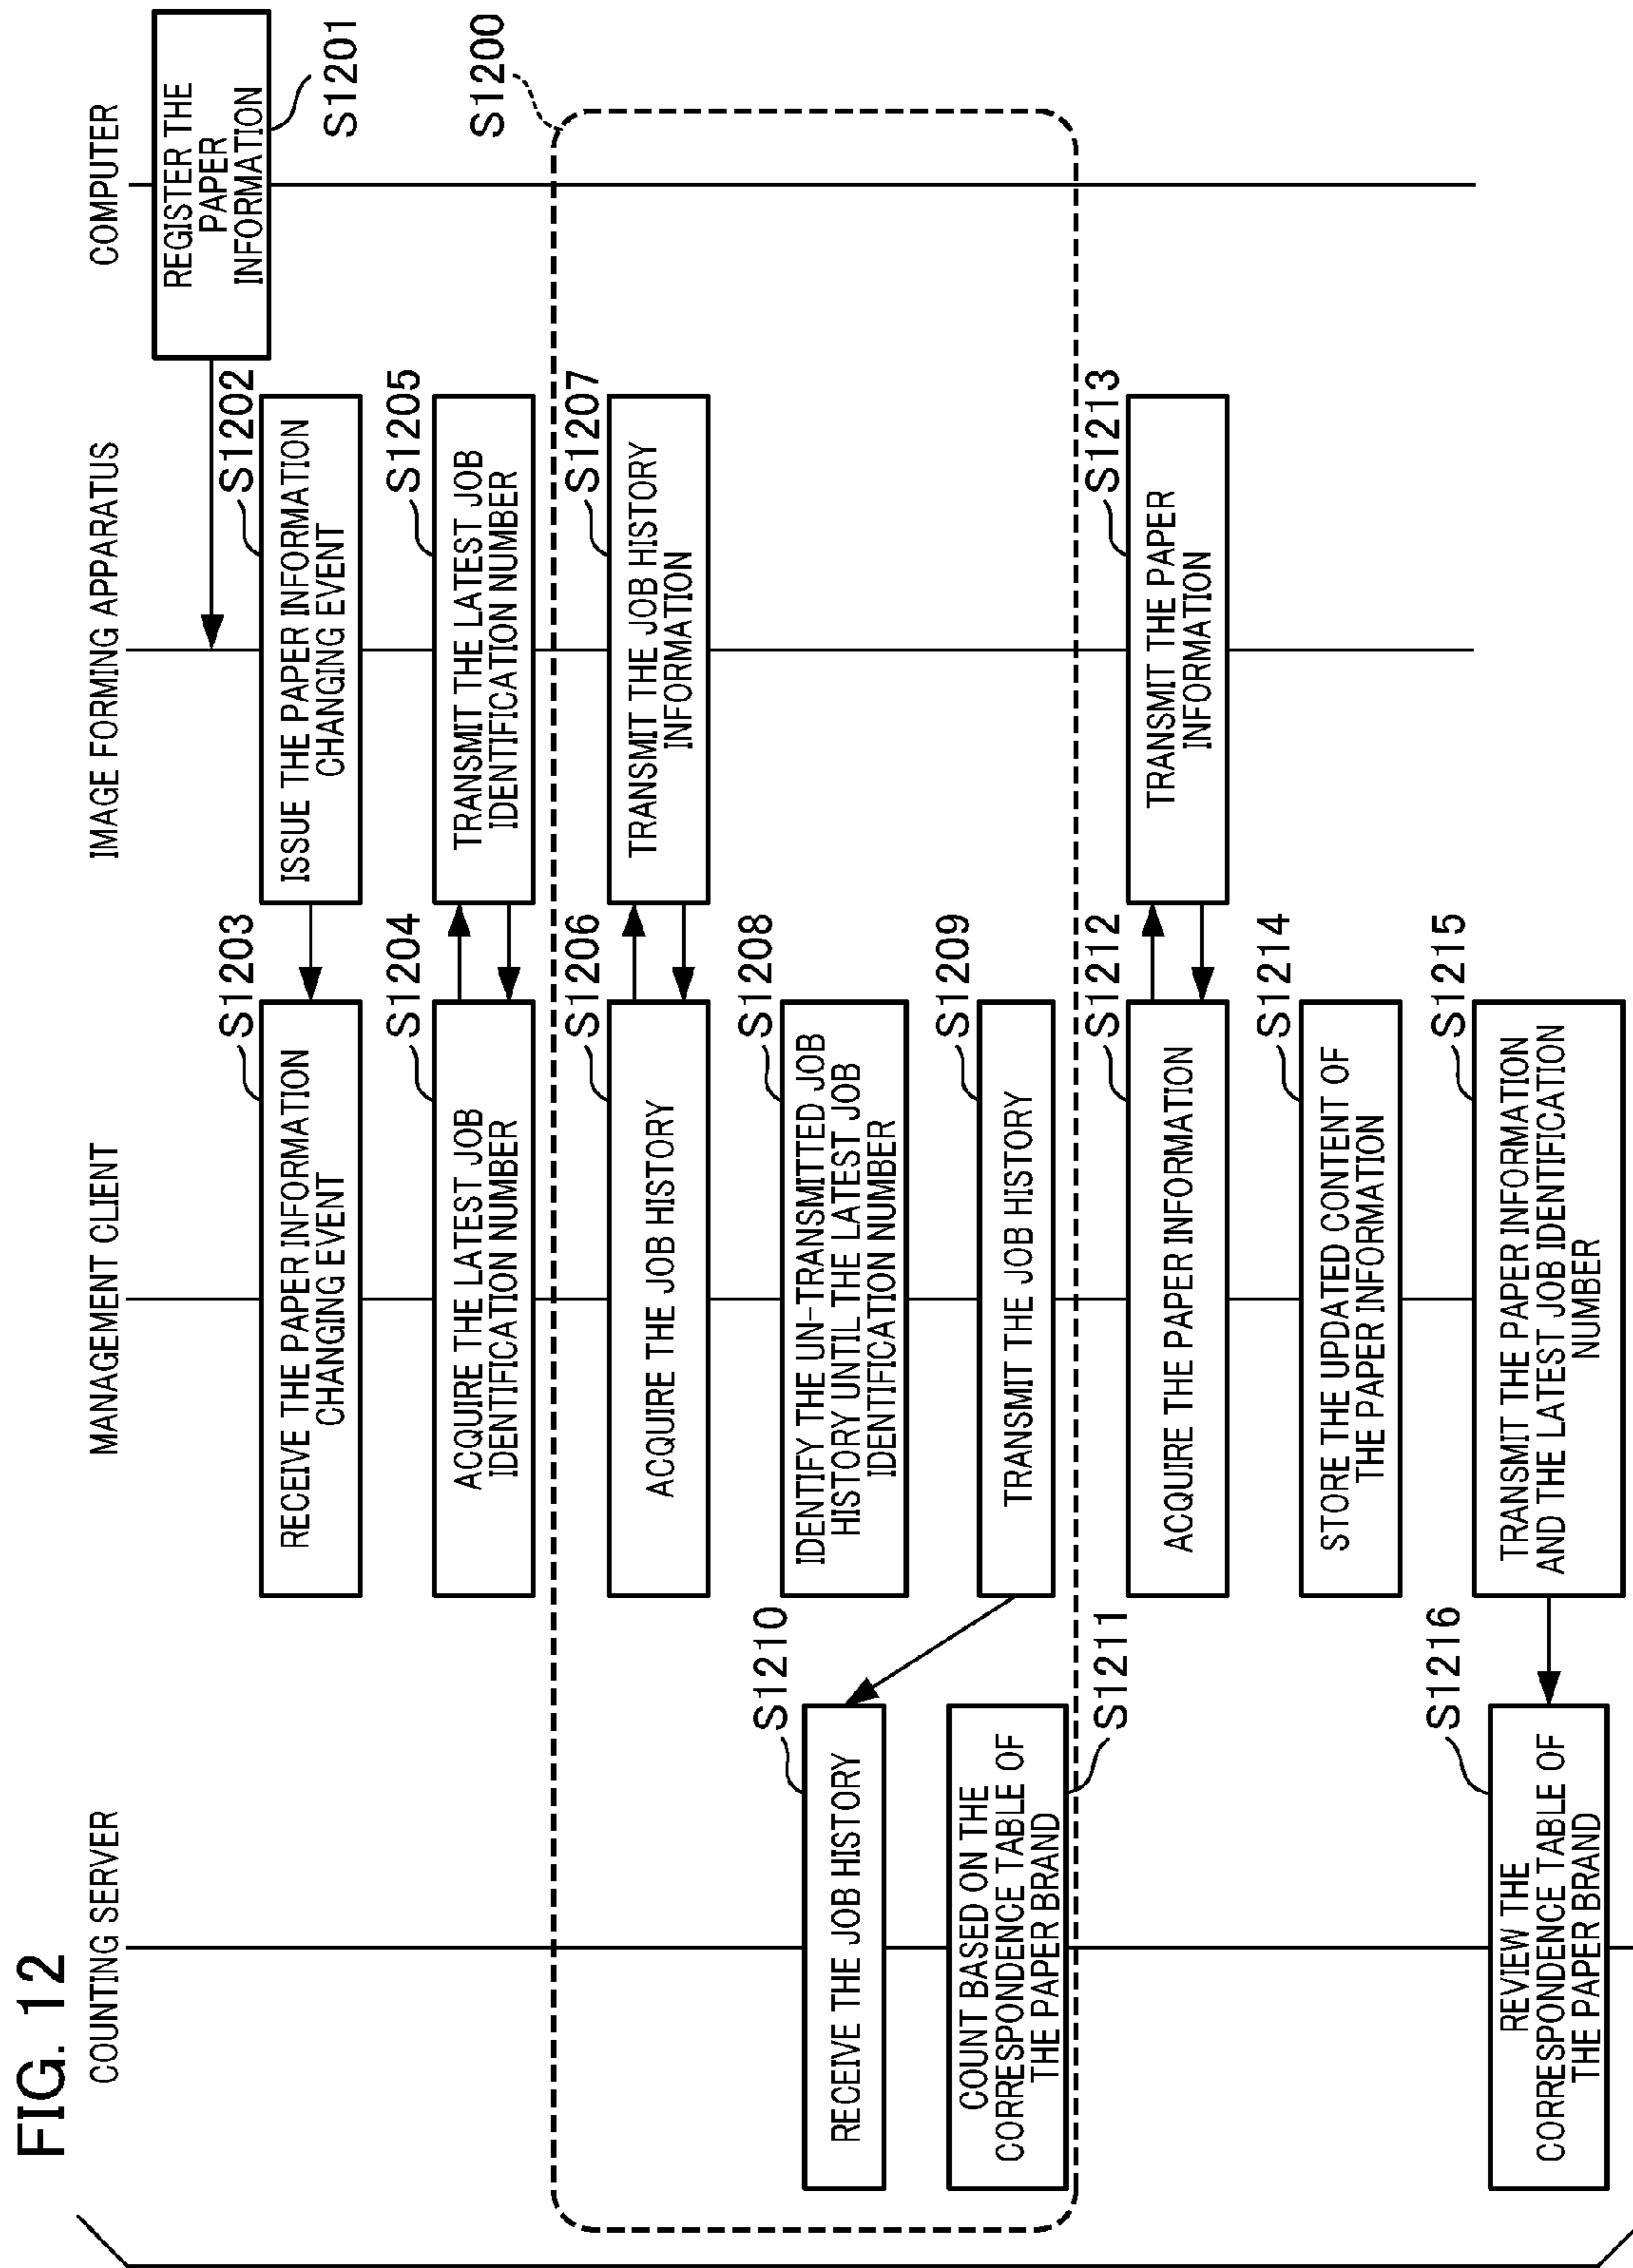 FIG. 12
COUNTING SERVER
MANAGEMENT CLIENT
IMAGE FORMING APPARATUS
COMPUTER
REGISTER THE
PAPER
INFORMATION
S1201
S1202
ISSUE THE PAPER INFORMATION
CHANGING EVENT
S1203
RECEIVE THE PAPER INFORMATION
CHANGING EVENT
S1204
ACQUIRE THE LATEST JOB
IDENTIFICATION NUMBER
S1205
TRANSMIT THE LATEST JOB
IDENTIFICATION NUMBER
S1200
S1206
ACQUIRE THE JOB HISTORY
S1207
TRANSMIT THE JOB HISTORY
INFORMATION
S1208
IDENTIFY THE UN-TRANSMITTED JOB
HISTORY UNTIL THE LATEST JOB
IDENTIFICATION NUMBER
S1209
TRANSMIT THE JOB HISTORY
S1210
RECEIVE THE JOB HISTORY
COUNT BASED ON THE
CORRESPONDENCE TABLE OF
THE PAPER BRAND
S1211
S1212
ACQUIRE THE PAPER INFORMATION
S1213
TRANSMIT THE PAPER
INFORMATION
S1214
STORE THE UPDATED CONTENT OF
THE PAPER INFORMATION
S1215
TRANSMIT THE PAPER INFORMATION
AND THE LATEST JOB IDENTIFICATION
NUMBER
S1216
REVIEW THE
CORRESPONDENCE TABLE OF
THE PAPER BRAND